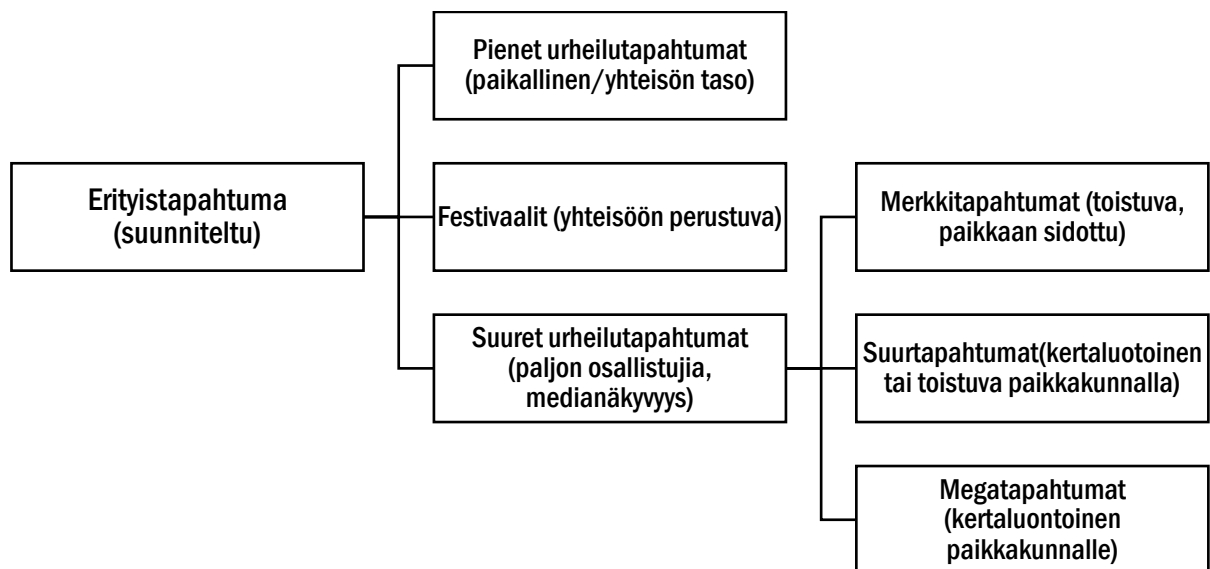 Pienet urheilutapahtumat
(paikallinen/yhteisön taso)
Erityistapahtuma
(suunniteltu)
Festivaalit (yhteisöön perustuva)
Merkkitapahtumat (toistuva,
paikkaan sidottu)
Suuret urheilutapahtumat
(paljon osallistujia,
medianäkyvyys)
Suurtapahtumat(kertaluotoinen
tai toistuva paikkakunnalla)
Megatapahtumat
(kertaluontoinen
paikkakunnalle)